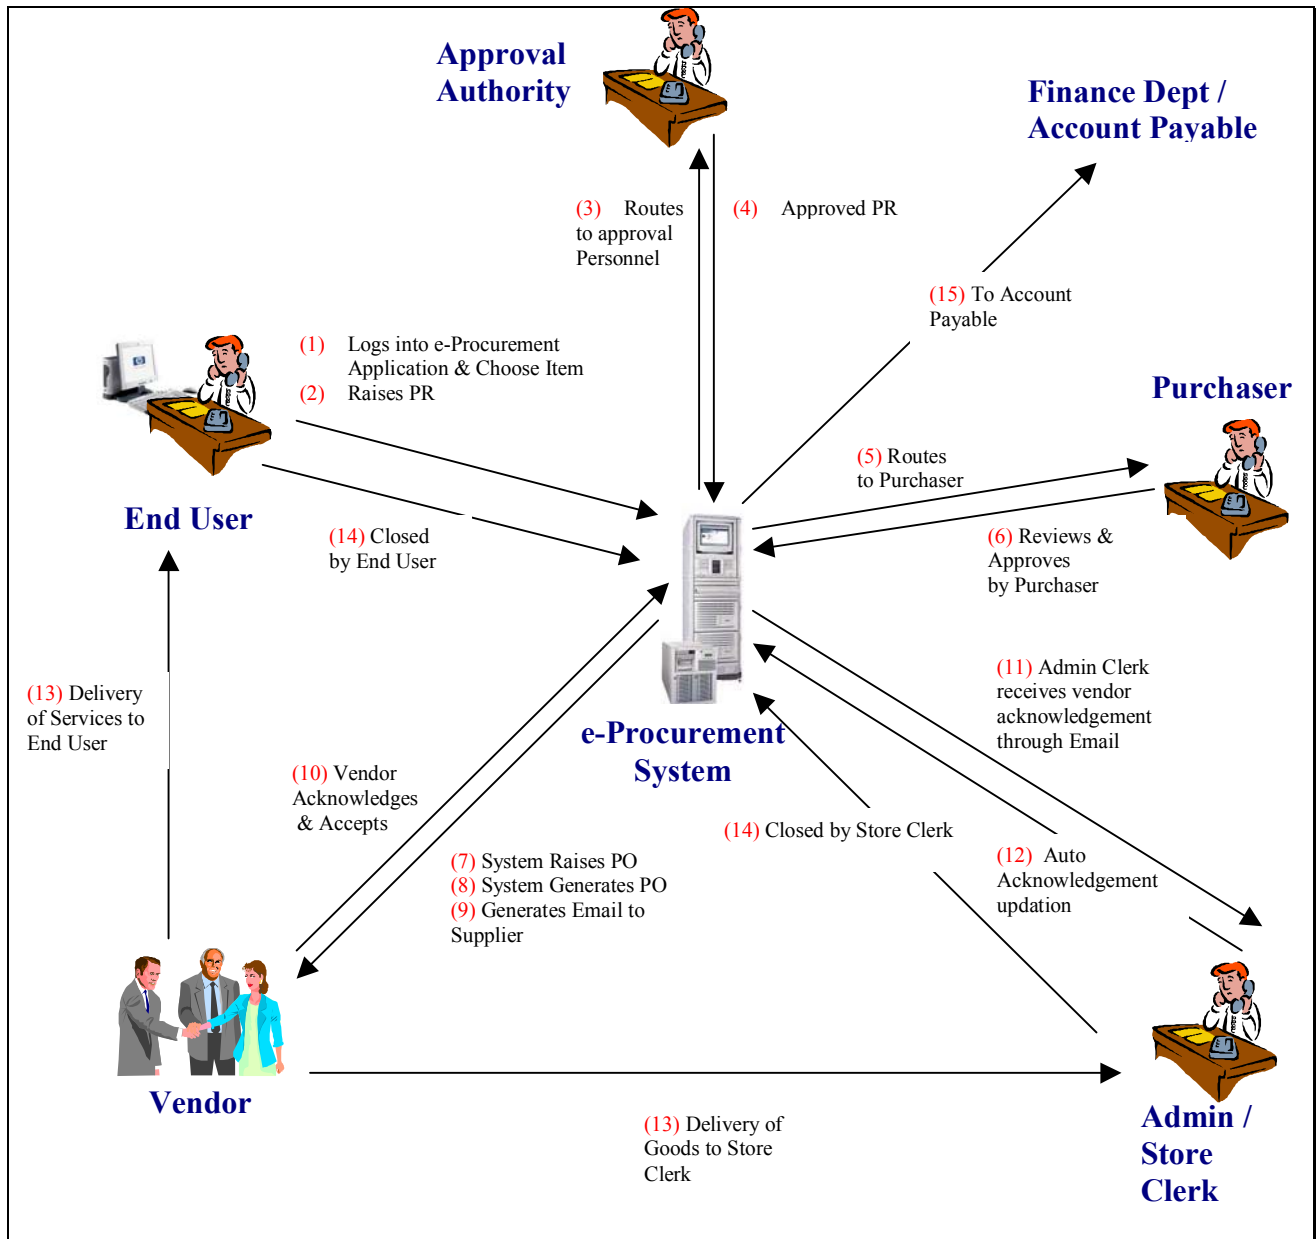 Approval
Authority
Finance Dept /
Account Payable
(3) Routes
to approval
Personnel
(4) Approved PR
(15) To Account
Payable
(1) Logs into e-Procurement
Application & Choose Item
(2) Raises PR
Purchaser
(5) Routes
to Purchaser
End User
(14) Closed
by End User
(6) Reviews &
Approves
by Purchaser
(13) Delivery
of Services to
End User
(11) Admin Clerk
receives vendor
acknowledgement
through Email
e-Procurement
System
(10) Vendor
Acknowledges
& Accepts
(14) Closed by Store Clerk
(7) System Raises PO
(8) System Generates PO
(9) Generates Email to
Supplier
(12) Auto
Acknowledgement
updation
Vendor
(13) Delivery of
Goods to Store
Clerk
Admin /
Store
Clerk